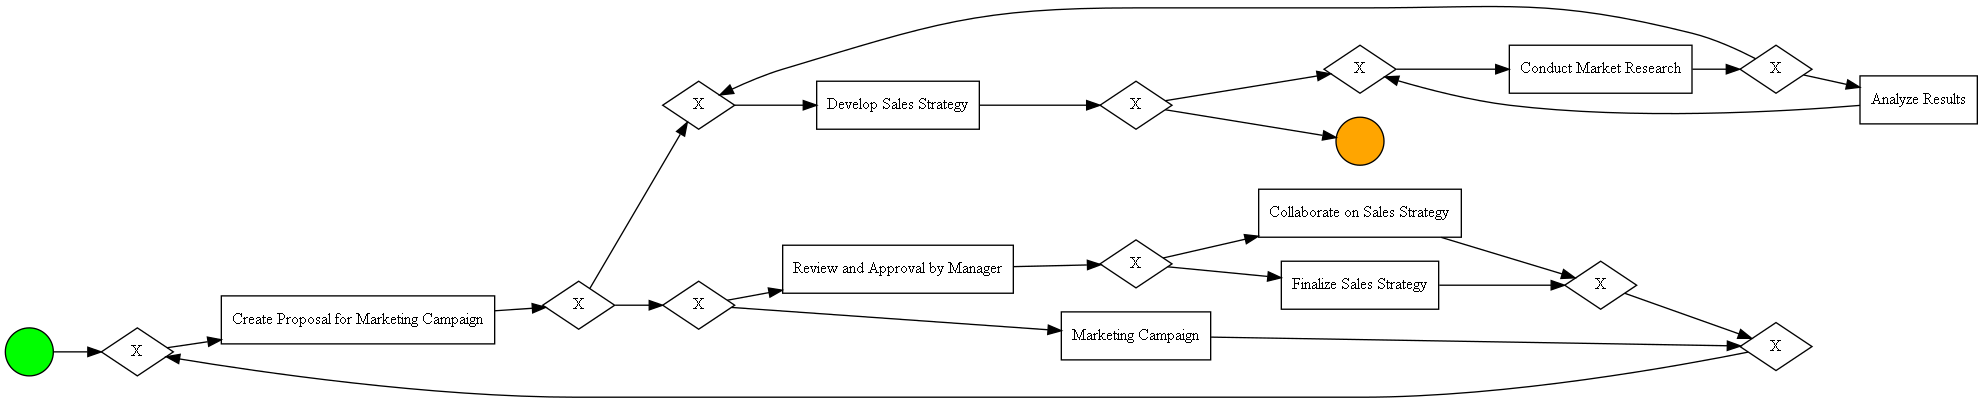 X
Conduct Market Research
X
Analyze Results
X
Develop Sales Strategy
X
Collaborate on Sales Strategy
Review and Approval by Manager
X
Finalize Sales Strategy
X
X
X
Create Proposal for Marketing Campaign
Marketing Campaign
X
X